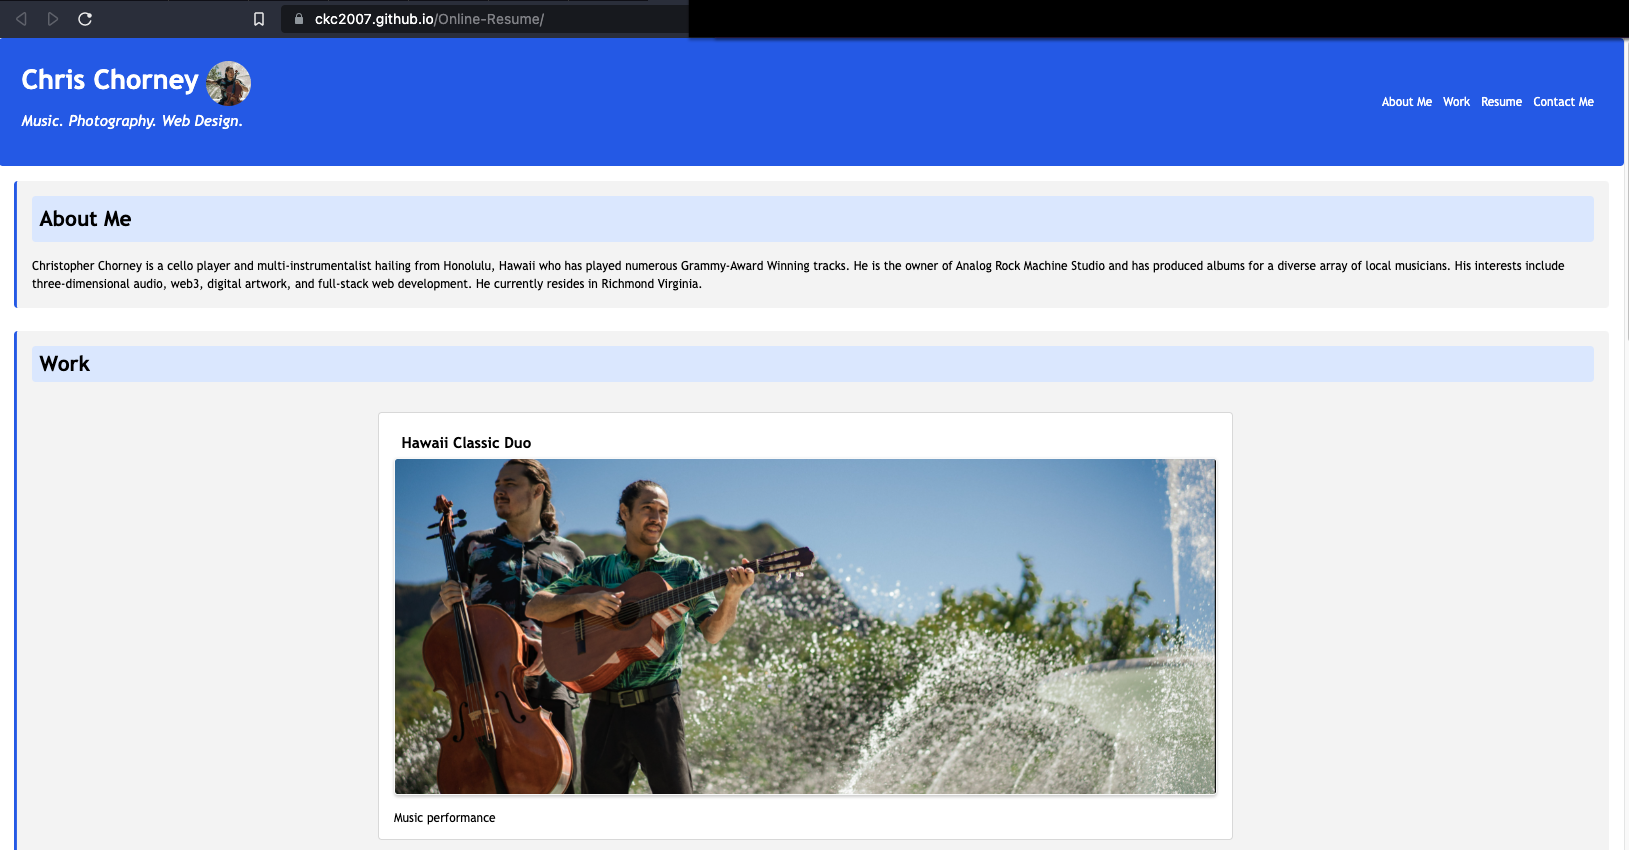 ckc2007.github.io/Online-Resume/
Chris Chorney
Music. Photography. Web Design.
About Me Work Resume Contact Me
About Me
Christopher Chorney is a cello player and multi-instrumentalist hailing from Honolulu, Hawaii who has played numerous Grammy-Award Winning tracks. He is the owner of Analog Rock Machine Studio and has produced albums for a diverse array of local musicians. His interests include
three-dimensional audio, web3, digital artwork, and full-stack web development. He currently resides in Richmond Virginia.
Work
Hawaii Classic Duo
Music performance